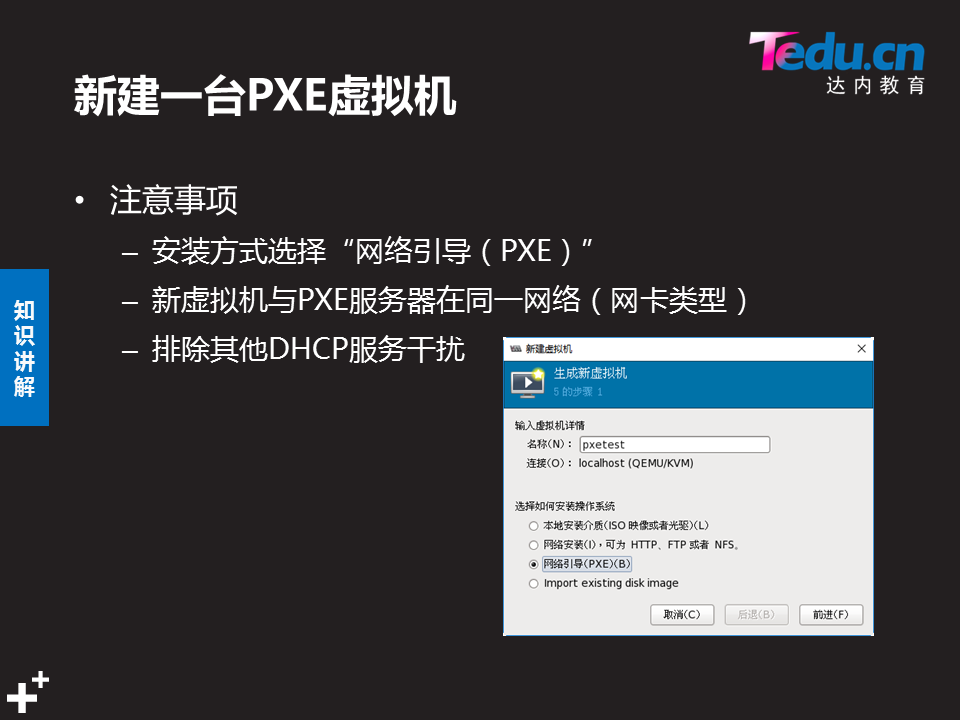 Tedu.cn
达内教育
新建一台PXE虚拟机
• 注意事项
– 安装方式选择“网络引导（PXE）”
– 新虚拟机与PXE服务器在同一网络（网卡类型）
– 排除其他DHCP服务干扰
知识讲解
新建虚拟机
生成新虚拟机
5 的步骤 1
输入虚拟机详情
名称(N)： pxetest
连接(O)： localhost (QEMU/KVM)
选择如何安装操作系统
本地安装介质(ISO 映像或者光驱)(L)
网络安装(I)，可为 HTTP、FTP 或者 NFS。
网络引导(PXE)(B)
Import existing disk image
取消(C) 后退(B) 前进(F)